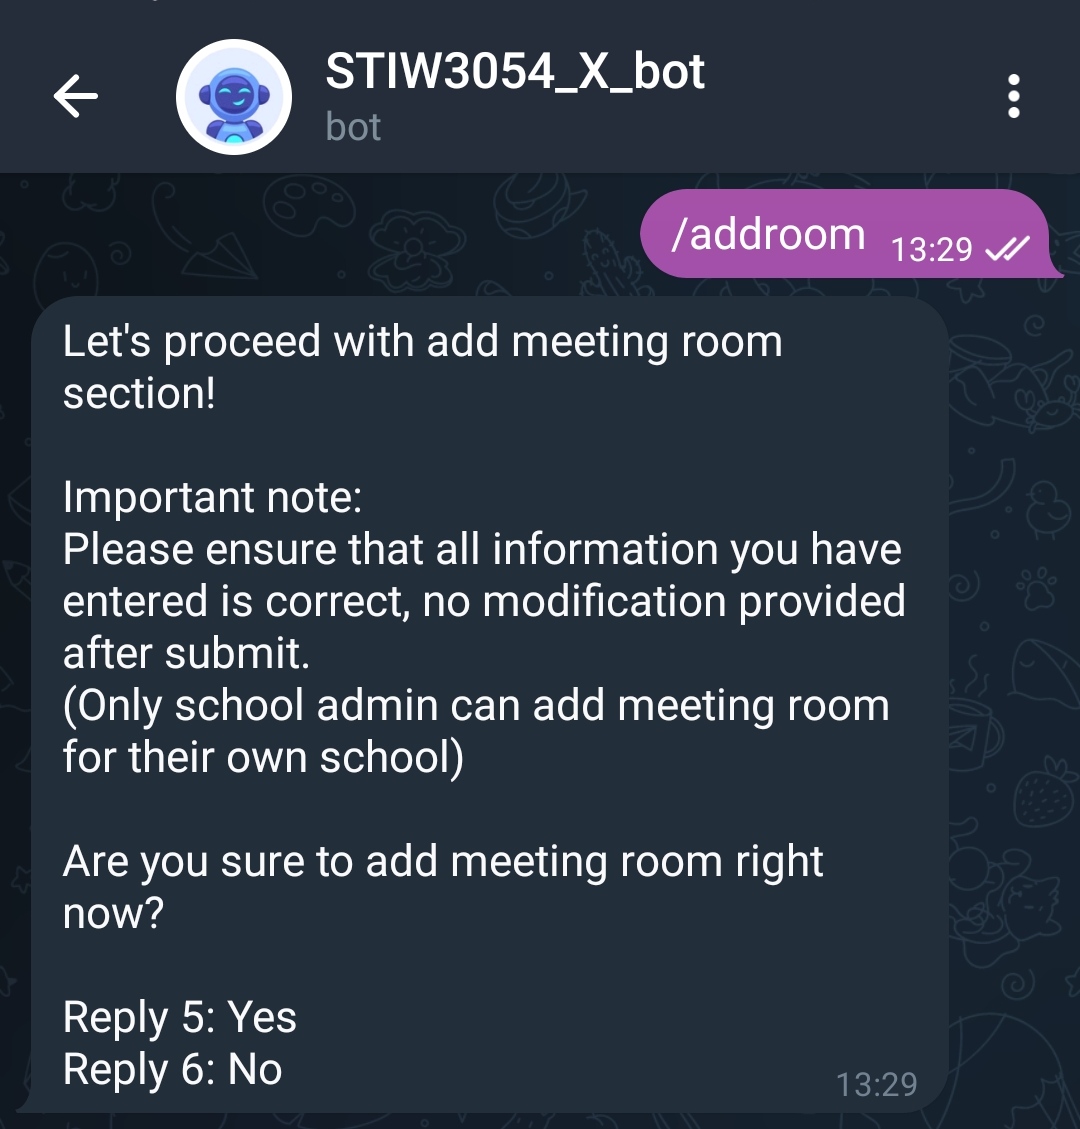 STIW3054_X_bot
bot
/addroom 13:29
Let's proceed with add meeting room
section!
Important note:
Please ensure that all information you have
entered is correct, no modification provided
after submit.
(Only school admin can add meeting room
for their own school)
Are you sure to add meeting room right
now?
Reply 5: Yes
Reply 6: No
13:29